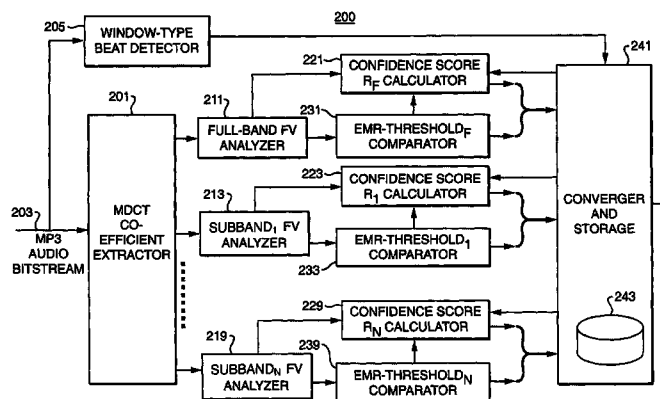 200
205
WINDOW-TYPE
BEAT DETECTOR
221
CONFIDENCE SCORE
RF CALCULATOR
241
201
211
FULL-BAND FV
ANALYZER
231
EMR-THRESHOLDF
COMPARATOR
203
MP3
AUDIO
BITSTREAM
MDCT
CO-
EFFICIENT
EXTRACTOR
213
SUBBAND1 FV
ANALYZER
223
CONFIDENCE SCORE
R1 CALCULATOR
EMR-THRESHOLD1
COMPARATOR
233
CONVERGER
AND
STORAGE
243
219
SUBBANDN FV
ANALYZER
229
CONFIDENCE SCORE
RN CALCULATOR
239
EMR-THRESHOLDN
COMPARATOR